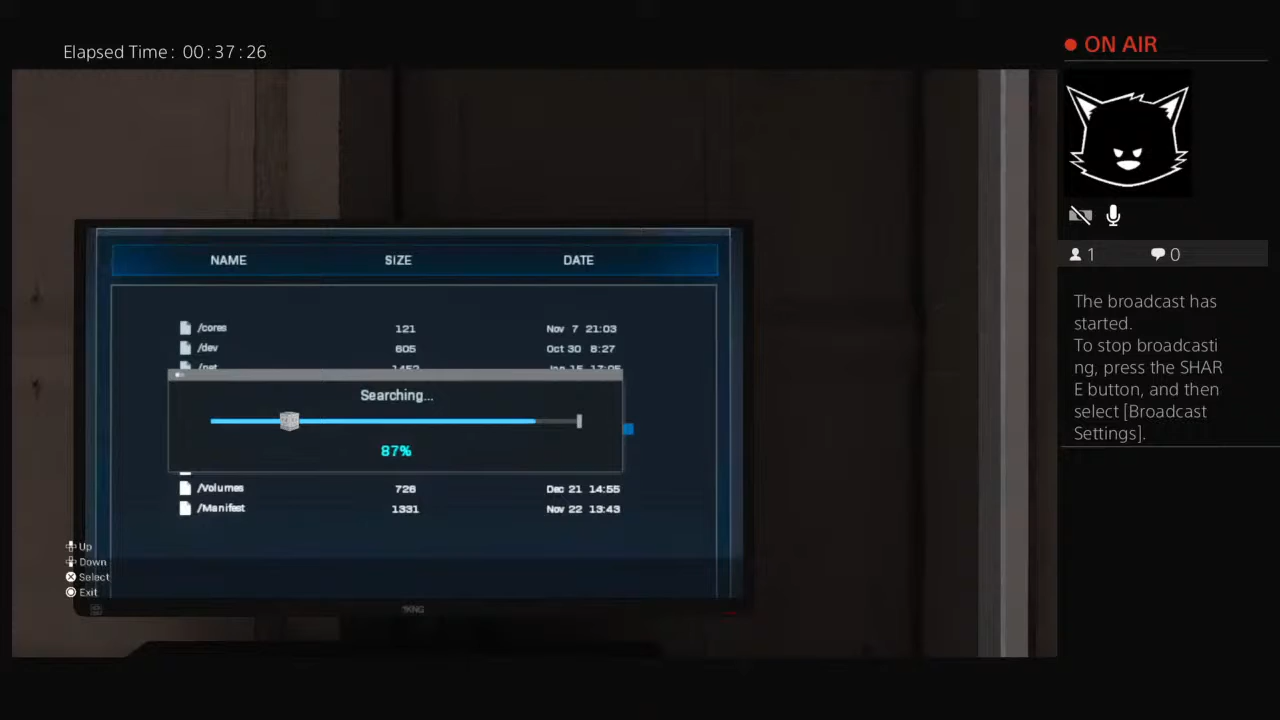 Elapsed Time: 00:37:26
ON AIR
1 0
The broadcast has
started.
To stop broadcasti
ng, press the SHAR
E button, and then
select [Broadcast
Settings].
NAME SIZE DATE
/cores 121 Nov 7 21:03
/dev 605 Oct 30 8:27
/net
Searching...
87%
/Volumes 726 Dec 21 14:55
/Manifest 1331 Nov 22 13:43
Up
Down
Select
Exit